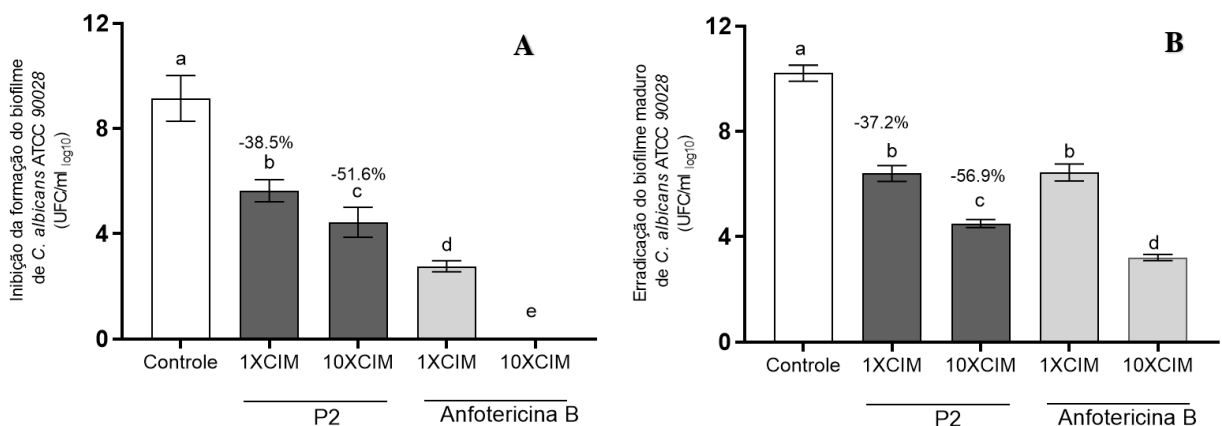 Inibição da formação do biofilme
de C. albicans ATCC 90028
(UFC/ml log10)
12
8
4
0
A
a
-38.5%
b
-51.6%
c
d
e
Controle 1XCIM 10XCIM 1XCIM 10XCIM
P2 Anfotericina B
Erradicação do biofilme maduro
de C. albicans ATCC 90028
(UFC/ml log10)
12
8
4
0
B
a
-37.2%
b
-56.9%
c
b
d
Controle 1XCIM 10XCIM 1XCIM 10XCIM
P2 Anfotericina B